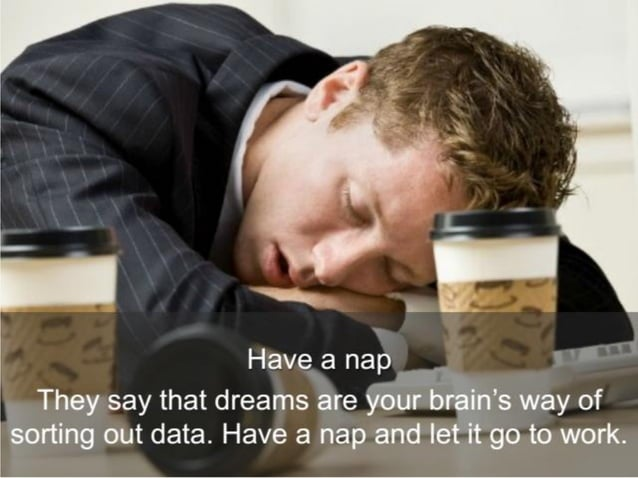 Have a nap
They say that dreams are your brain’s way of
sorting out data. Have a nap and let it go to work.